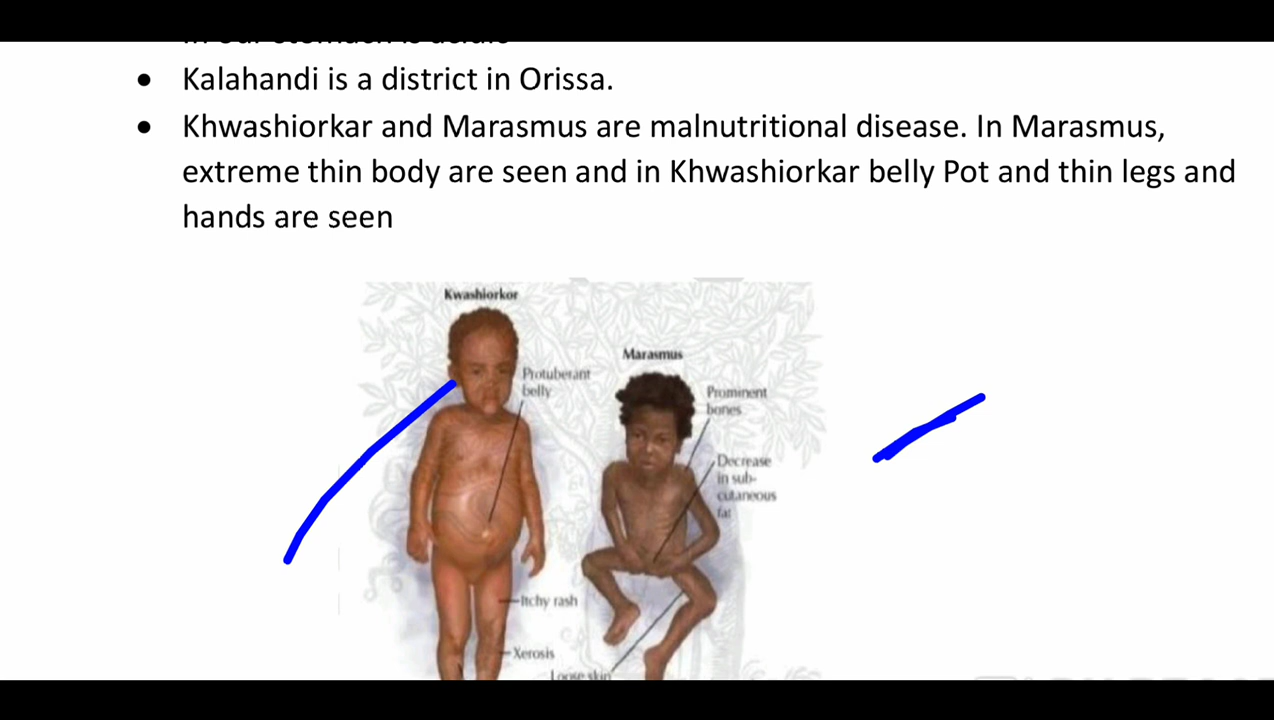 Kalahandi is a district in Orissa.
Khwashiorkar and Marasmus are malnutritional disease. In Marasmus,
extreme thin body are seen and in Khwashiorkar belly Pot and thin legs and
hands are seen
Kwashiorkor
Marasmus
Protuberant
belly
Prominent
bones
Decrease
in sub-
cutaneous
fat
Itchy rash
Xerosis
Loose skin